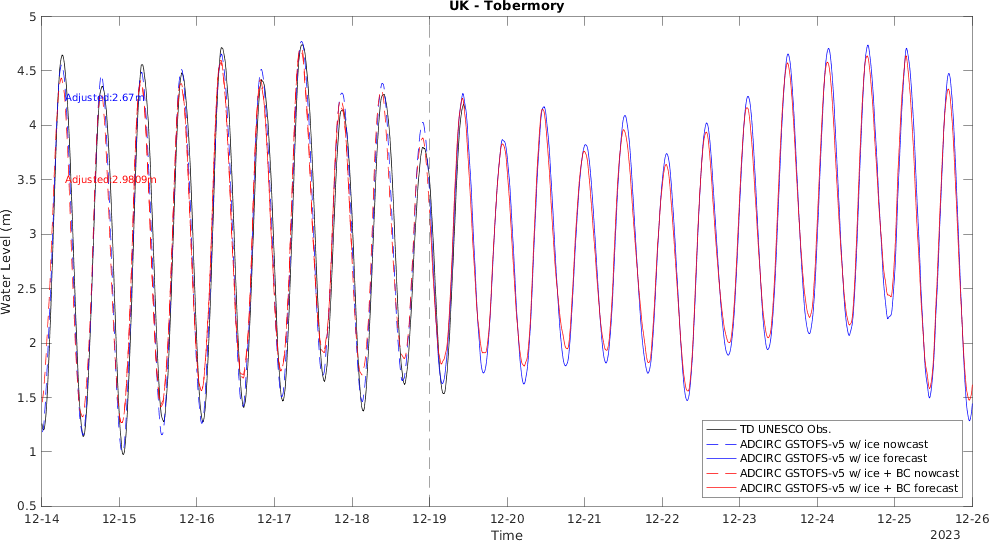 UK - Tobermory
5
4.5
4
3.5
3
2.5
2
1.5
1
0.5
Water Level (m)
Adjusted:2.67m
Adjusted:2.9809m
TD UNESCO Obs.
ADCIRC GSTOFS-v5 w/ ice nowcast
ADCIRC GSTOFS-v5 w/ ice forecast
ADCIRC GSTOFS-v5 w/ ice + BC nowcast
ADCIRC GSTOFS-v5 w/ ice + BC forecast
12-14 12-15 12-16 12-17 12-18 12-19 12-20 12-21 12-22 12-23 12-24 12-25 12-26
Time
2023